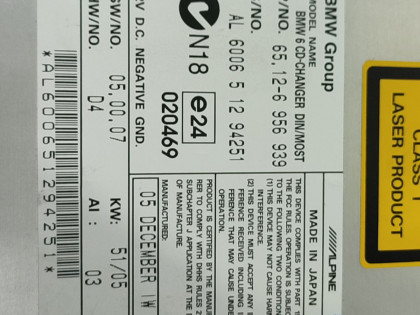 BMW Group
MODEL NAME
BMW 6 CD-CHANGER DIN/MOST
P/NO. 65,12-6 956 939
/NO.
AL 6006 5 12 94251
N18
e24
020469
V D.C. NEGATIVE GND.
SW/NO. 05,00,07 KW: 51/05
HW/NO. D4 AI: 03
*AL600651294251*
ALPINE
MADE IN JAPAN
THIS DEVICE COMPLIES WITH PART 1
THE FCC RULES. OPERATION IS SUBJEC
TO THE FOLLOWING TWO CONDITION
(1) THIS DEVICE MAY NOT CAUSE HARM
INTERFERENCE.
(2) THIS DEVICE MUST ACCEPT ANY
FERENCE RECEIVED INCLUDING
FERENCE THAT MAY CAUSE UNDE
OPERATION.
PRODUCT IS CERTIFIED BY THE MANU
RER TO COMPLY WITH DHHS RULES 2
SUBCHAPTER J APPLICATION AT THE
OF MANUFACTURE.
MANUFACTURED:
05 DECEMBER W
CLASS 1
LASER PRODUCT